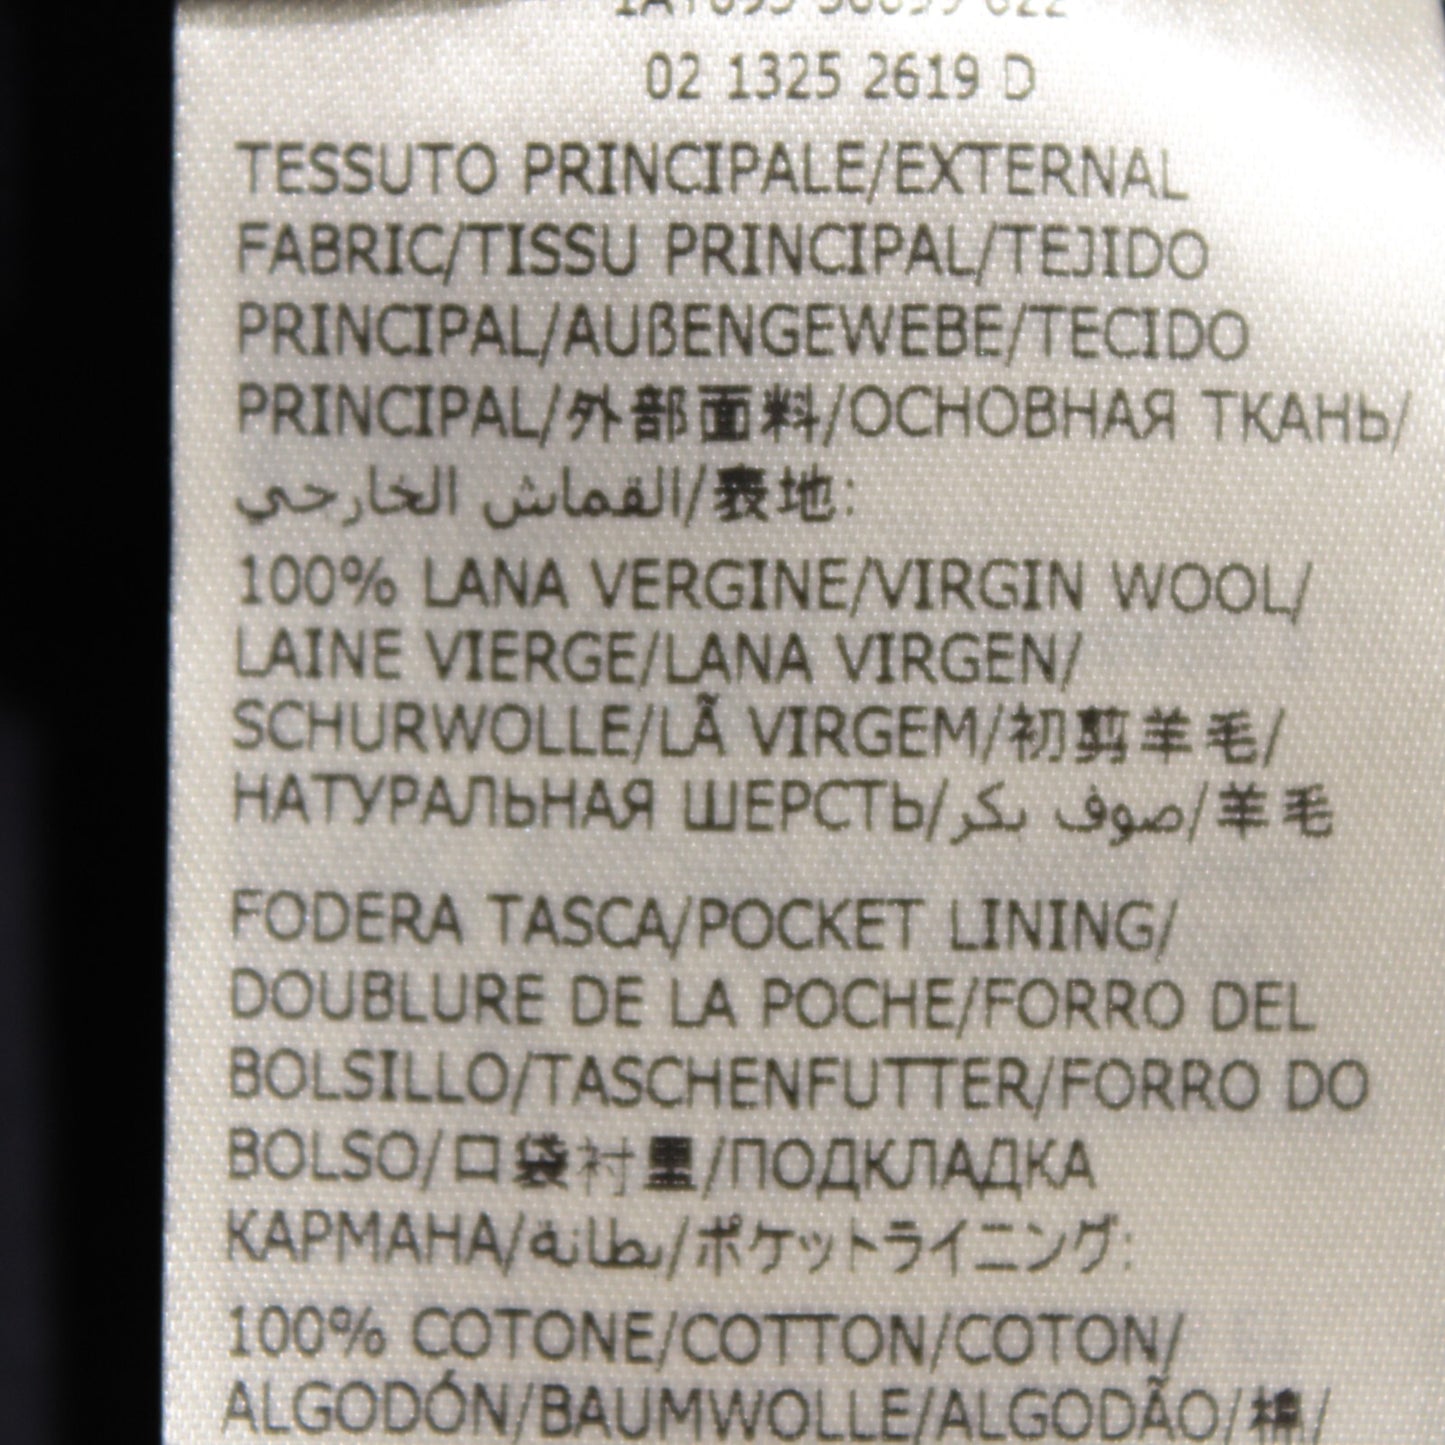 02 1325 2619 D
TESSUTO PRINCIPALE/EXTERNAL
FABRIC/TISSU PRINCIPAL/TEJIDO
PRINCIPAL/AUßENGEWEBE/TECIDO
PRINCIPAL/外部面料/ОСНОВНАЯ ТКАНЬ/
القماش الخارجي/表地:
100% LANA VERGINE/VIRGIN WOOL/
LAINE VIERGE/LANA VIRGEN/
SCHURWOLLE/LÃ VIRGEM/初剪羊毛/
НАТУРАЛЬНАЯ ШЕРСТЬ/صوف بكر/羊毛
FODERA TASCA/POCKET LINING/
DOUBLURE DE LA POCHE/FORRO DEL
BOLSILLO/TASCHENFUTTER/FORRO DO
BOLSO/口袋衬里/ПОДКЛАДКА
КАРМАНА/بطانة/ポケットライニング:
100% COTONE/COTTON/COTON/
ALGODÓN/BAUMWOLLE/ALGODÃO/棉/